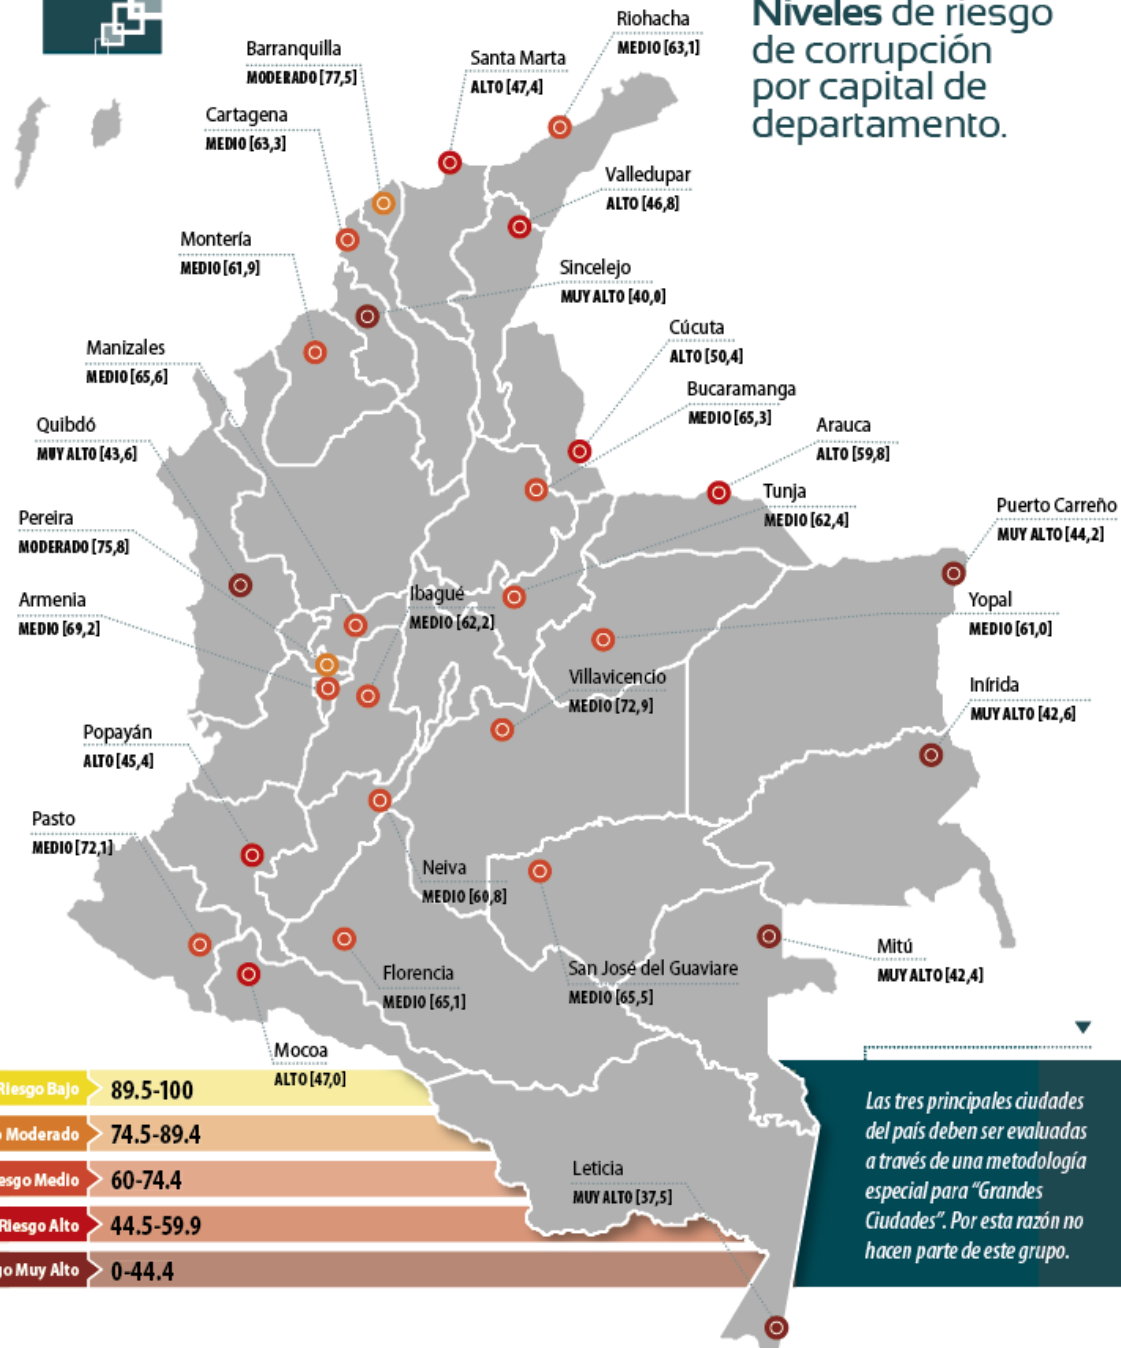 Niveles de riesgo
de corrupción
por capital de
departamento.
Riohacha
MEDIO [63,1]
Barranquilla
MODERADO [77,5]
Santa Marta
ALTO [47,4]
Cartagena
MEDIO [63,3]
Valledupar
ALTO [46,8]
Montería
MEDIO [61,9]
Sincelejo
MUY ALTO [40,0]
Cúcuta
ALTO [50,4]
Manizales
MEDIO [65,6]
Bucaramanga
MEDIO [65,3]
Quibdó
MUY ALTO [43,6]
Arauca
ALTO [59,8]
Tunja
MEDIO [62,4]
Puerto Carreño
MUY ALTO [44,2]
Pereira
MODERADO [75,8]
Ibagué
MEDIO [62,2]
Armenia
MEDIO [69,2]
Yopal
MEDIO [61,0]
Villavicencio
MEDIO [72,9]
Inírida
MUY ALTO [42,6]
Popayán
ALTO [45,4]
Pasto
MEDIO [72,1]
Neiva
MEDIO [60,8]
Mitú
MUY ALTO [42,4]
San José del Guaviare
MEDIO [65,5]
Florencia
MEDIO [65,1]
Mocoa
ALTO [47,0]
Riesgo Bajo 89.5-100
o Moderado 74.5-89.4
esgo Medio 60-74.4
Riesgo Alto 44.5-59.9
go Muy Alto 0-44.4
Leticia
MUY ALTO [37,5]
Las tres principales ciudades
del país deben ser evaluadas
a través de una metodología
especial para “Grandes
Ciudades”. Por esta razón no
hacen parte de este grupo.